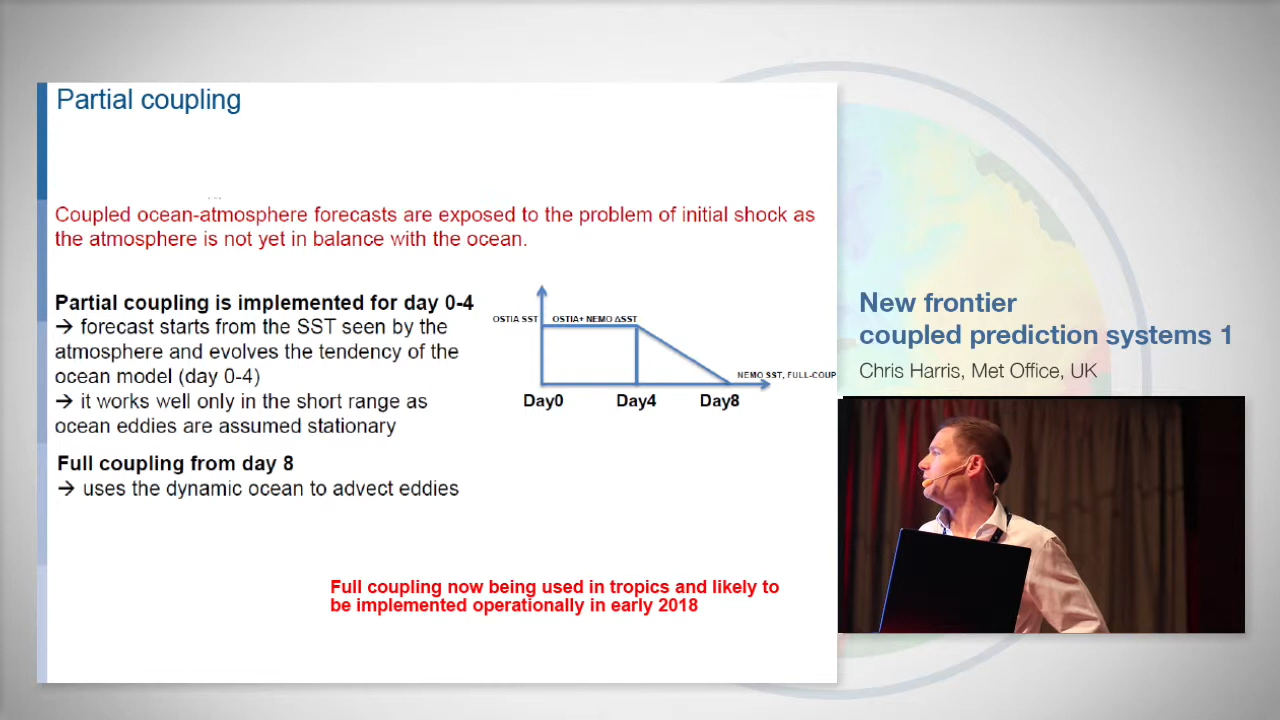 Partial coupling
Coupled ocean-atmosphere forecasts are exposed to the problem of initial shock as
the atmosphere is not yet in balance with the ocean.
Partial coupling is implemented for day 0-4
→ forecast starts from the SST seen by the
atmosphere and evolves the tendency of the
ocean model (day 0-4)
→ it works well only in the short range as
ocean eddies are assumed stationary
Full coupling from day 8
→ uses the dynamic ocean to advect eddies
OSTIA SST
OSTIA+ NEMO ΔSST
NEMO SST, FULL-COUP
Day0
Day4
Day8
Full coupling now being used in tropics and likely to
be implemented operationally in early 2018
New frontier
coupled prediction systems 1
Chris Harris, Met Office, UK